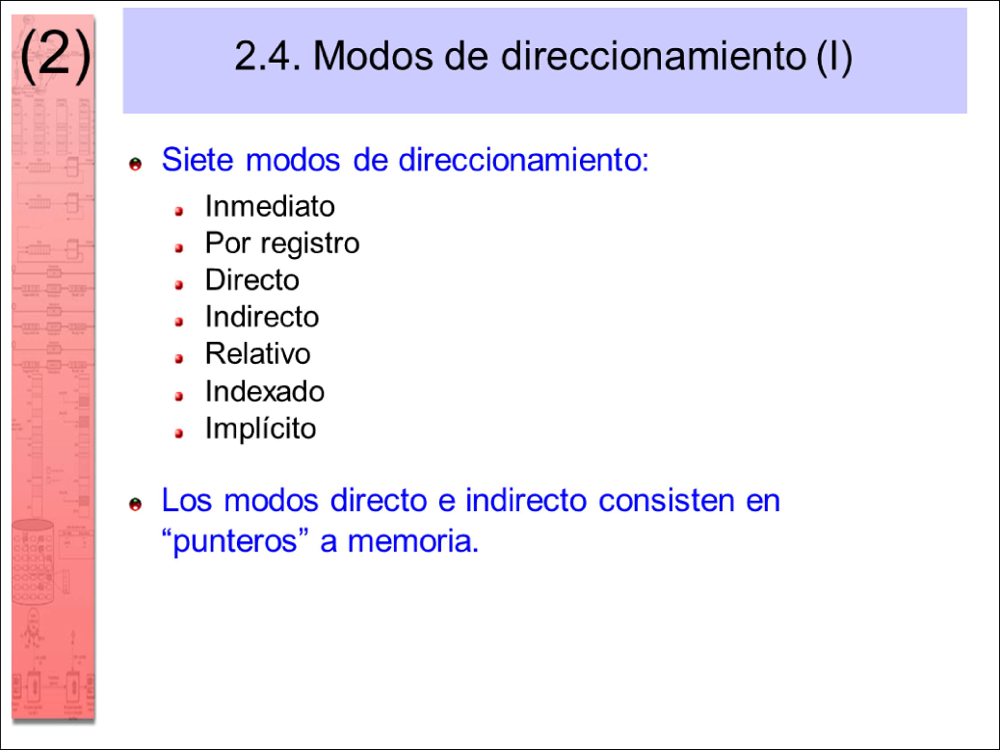 (2)
2.4. Modos de direccionamiento (I)
Siete modos de direccionamiento:
Inmediato
Por registro
Directo
Indirecto
Relativo
Indexado
Implícito
Los modos directo e indirecto consisten en
“punteros” a memoria.